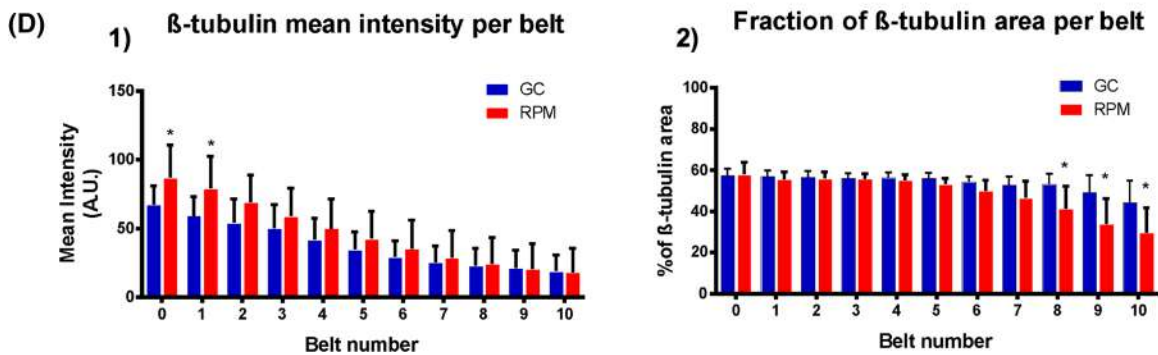 (D)
1)
ß-tubulin mean intensity per belt
150
100
50
0
Mean Intensity
(A.U.)
GC
RPM
*
*
0 1 2 3 4 5 6 7 8 9 10
Belt number
2)
Fraction of ß-tubulin area per belt
100
80
60
40
20
0
%of ß-tubulin area
GC
RPM
*
*
*
0 1 2 3 4 5 6 7 8 9 10
Belt number